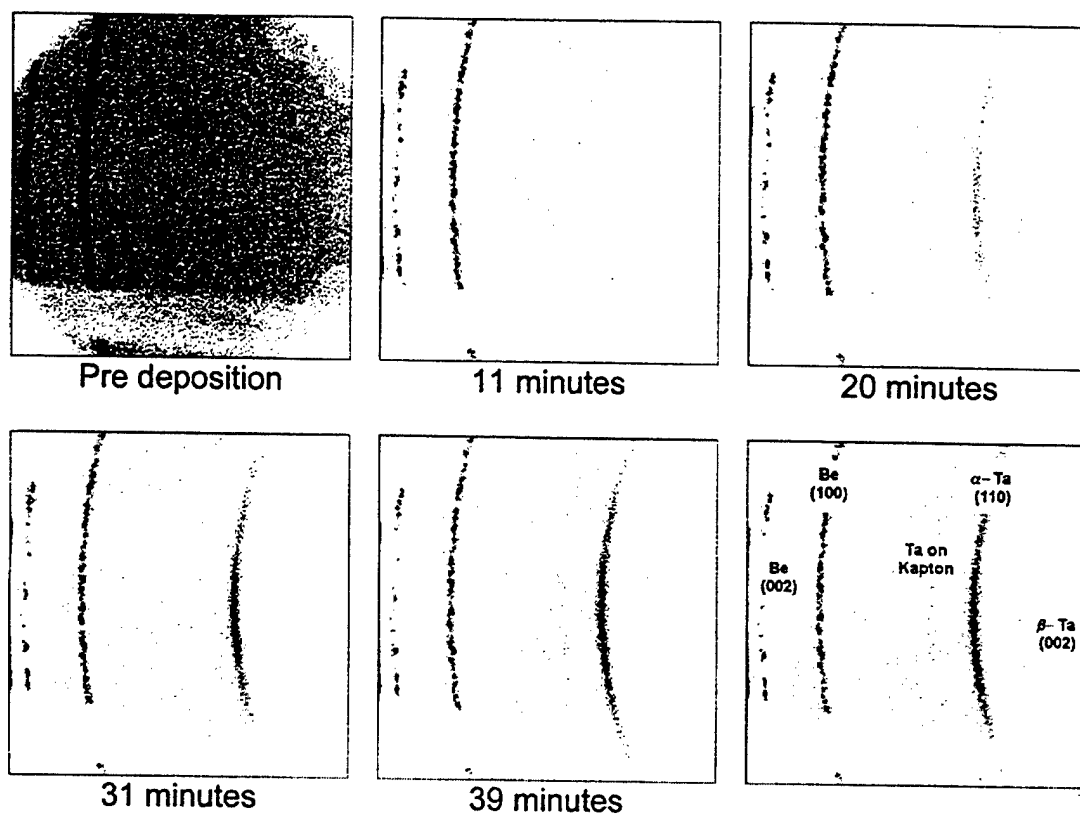 Pre deposition
11 minutes
20 minutes
31 minutes
39 minutes
Be
(100)
α– Ta
(110)
Ta on
Kapton
Be
(002)
β– Ta
(002)